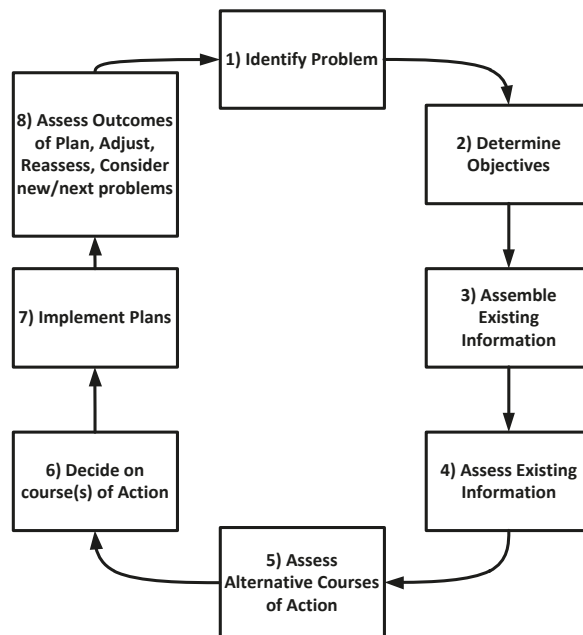 1) Identify Problem
2) Determine
Objectives
3) Assemble
Existing
Information
4) Assess Existing
Information
5) Assess
Alternative Courses
of Action
6) Decide on
course(s) of Action
7) Implement Plans
8) Assess Outcomes
of Plan, Adjust,
Reassess, Consider
new/next problems